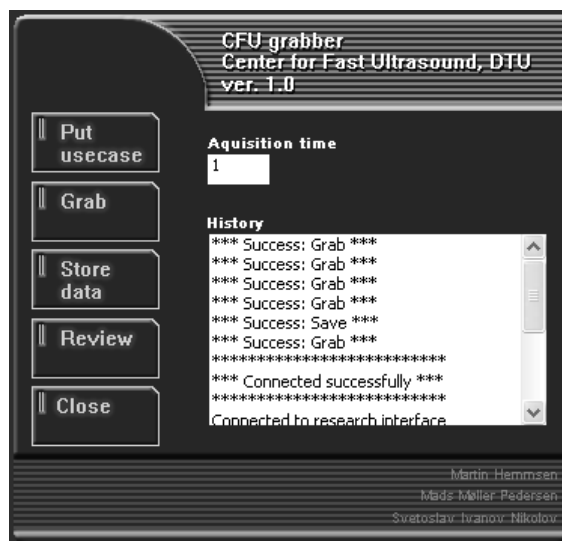 CFU grabber
Center for Fast Ultrasound, DTU
ver. 1.0
Put
usecase
Grab
Store
data
Review
Close
Aquisition time
1
History
*** Success: Grab ***
*** Success: Grab ***
*** Success: Grab ***
*** Success: Grab ***
*** Success: Save ***
*** Success: Grab ***
**************************
*** Connected successfully ***
**************************
Connected to research interface
Martin Hemmsen
Mads Møller Pedersen
Svetoslav Ivanov Nikolov